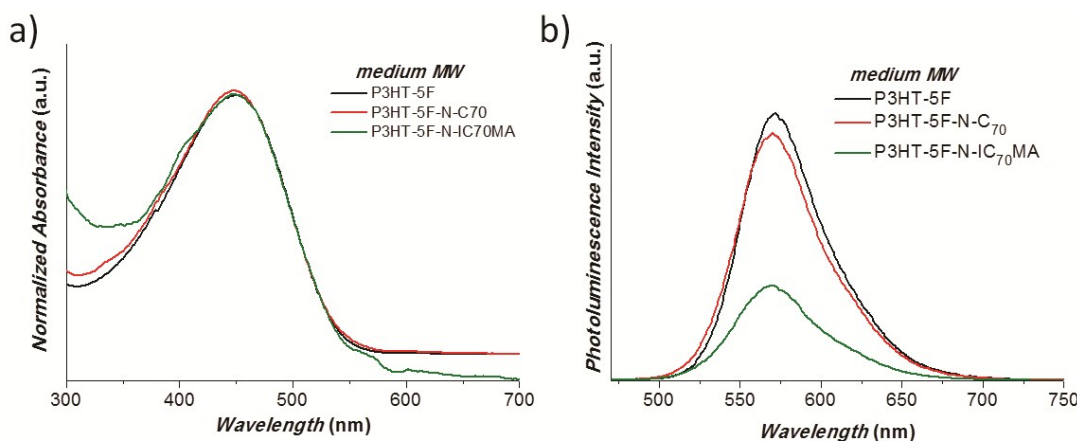 a)
Normalized Absorbance (a.u.)
medium MW
P3HT-5F
P3HT-5F-N-C70
P3HT-5F-N-IC70MA
300 400 500 600 700
Wavelength (nm)
b)
Photoluminescence Intensity (a.u.)
medium MW
P3HT-5F
P3HT-5F-N-C₇₀
P3HT-5F-N-IC₇₀MA
500 550 600 650 700 750
Wavelength (nm)